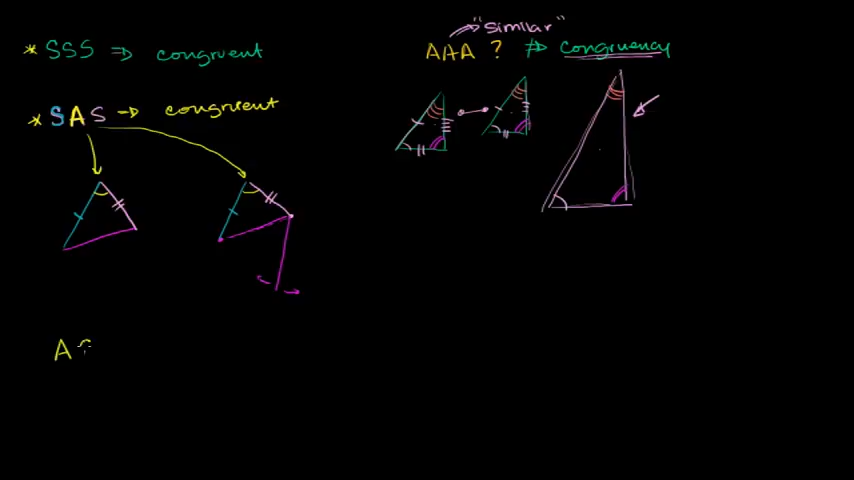 * SSS ⇒ congruent
* SAS → congruent
"Similar"
AAA ? ⇏ congruency
A S